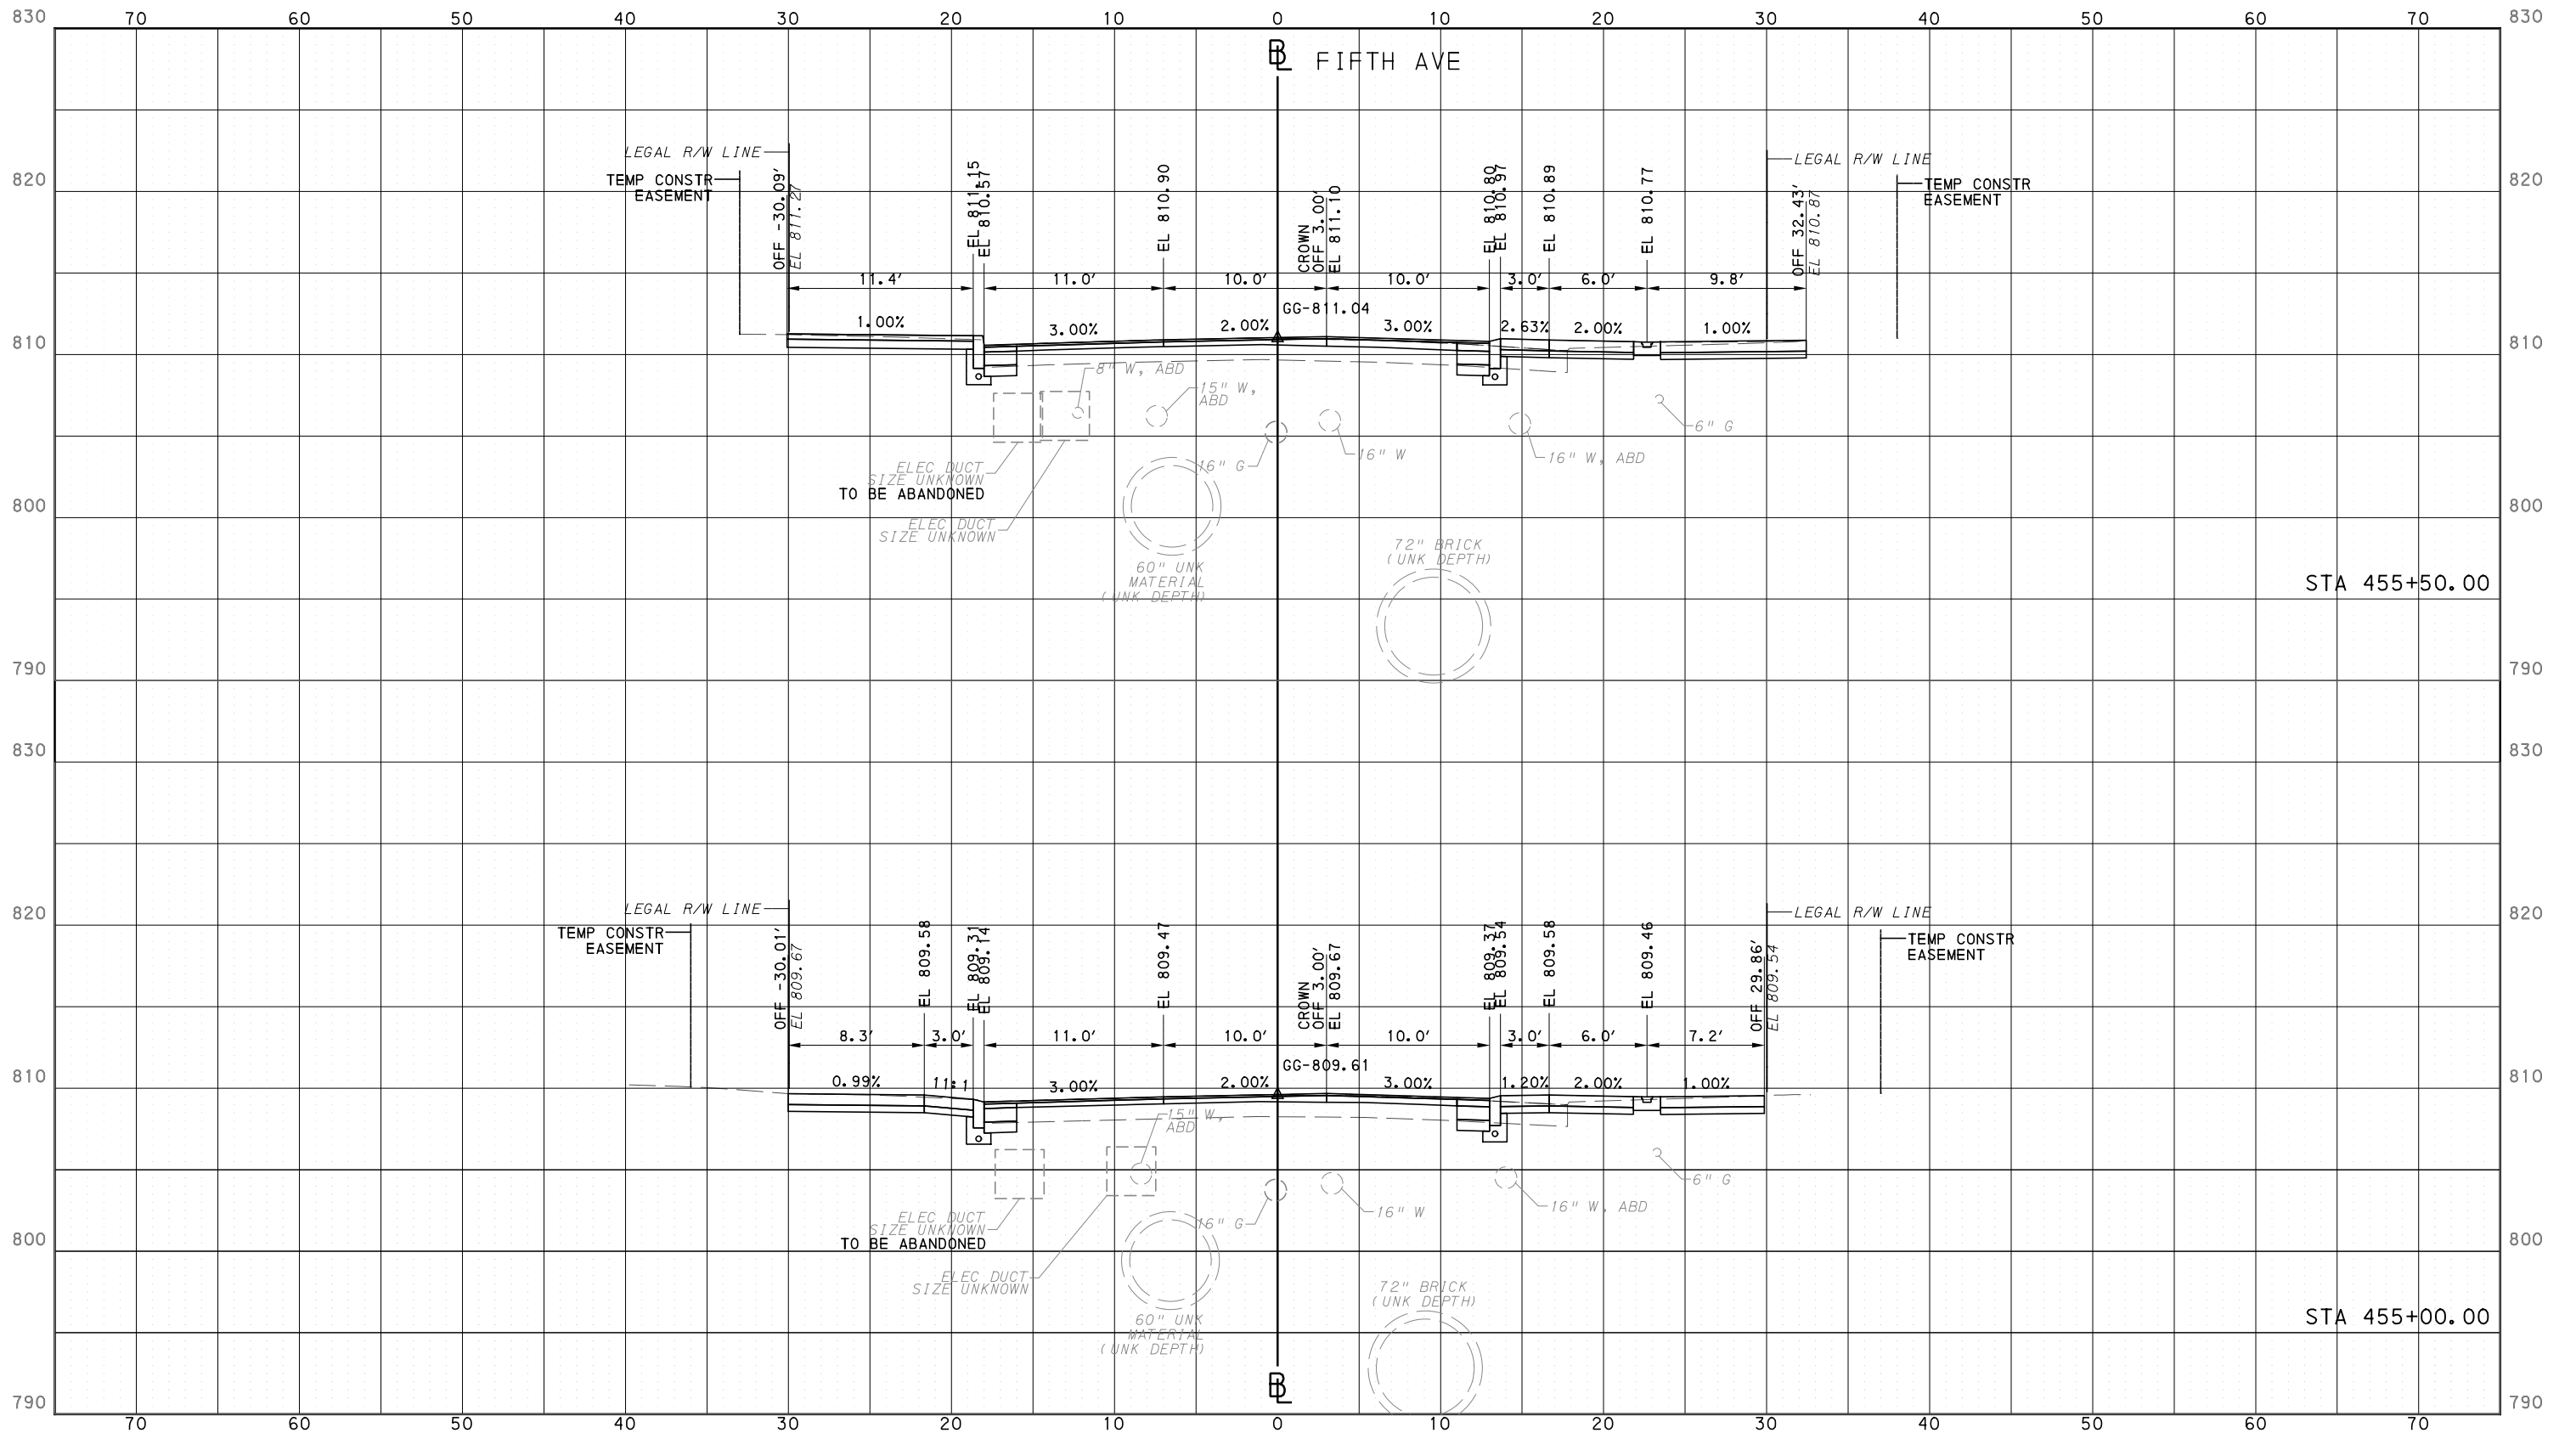 70 60 50 40 30 20 10 0 10 20 30 40 50 60 70
830 830
BL FIFTH AVE
LEGAL R/W LINE
TEMP CONSTR
EASEMENT
OFF -30.09'
EL 811.27
EL 811.15
EL 810.57
EL 810.90
CROWN
OFF 3.00'
EL 811.10
EL 810.80
EL 810.97
EL 810.89
EL 810.77
LEGAL R/W LINE
OFF 32.43'
EL 810.87
TEMP CONSTR
EASEMENT
820 820
11.4' 11.0' 10.0' 10.0' 3.0' 6.0' 9.8'
GG-811.04
1.00% 3.00% 2.00% 3.00% 2.63% 2.00% 1.00%
810 810
8" W, ABD
15" W,
ABD
6" G
16" G
16" W
16" W, ABD
ELEC DUCT
SIZE UNKNOWN
TO BE ABANDONED
ELEC DUCT
SIZE UNKNOWN
800 800
60" UNK
MATERIAL
(UNK DEPTH)
72" BRICK
(UNK DEPTH)
STA 455+50.00
790 790
830 830
LEGAL R/W LINE
TEMP CONSTR
EASEMENT
OFF -30.01'
EL 809.67
EL 809.58
EL 809.31
EL 809.14
EL 809.47
CROWN
OFF 3.00'
EL 809.67
EL 809.37
EL 809.54
EL 809.58
EL 809.46
OFF 29.86'
EL 809.54
LEGAL R/W LINE
TEMP CONSTR
EASEMENT
820 820
8.3' 3.0' 11.0' 10.0' 10.0' 3.0' 6.0' 7.2'
GG-809.61
0.99% 11:1 3.00% 2.00% 3.00% 1.20% 2.00% 1.00%
810 810
15" W,
ABD
6" G
16" G
16" W
16" W, ABD
ELEC DUCT
SIZE UNKNOWN
TO BE ABANDONED
ELEC DUCT
SIZE UNKNOWN
800 800
60" UNK
MATERIAL
(UNK DEPTH)
72" BRICK
(UNK DEPTH)
STA 455+00.00
BL
790 790
70 60 50 40 30 20 10 0 10 20 30 40 50 60 70